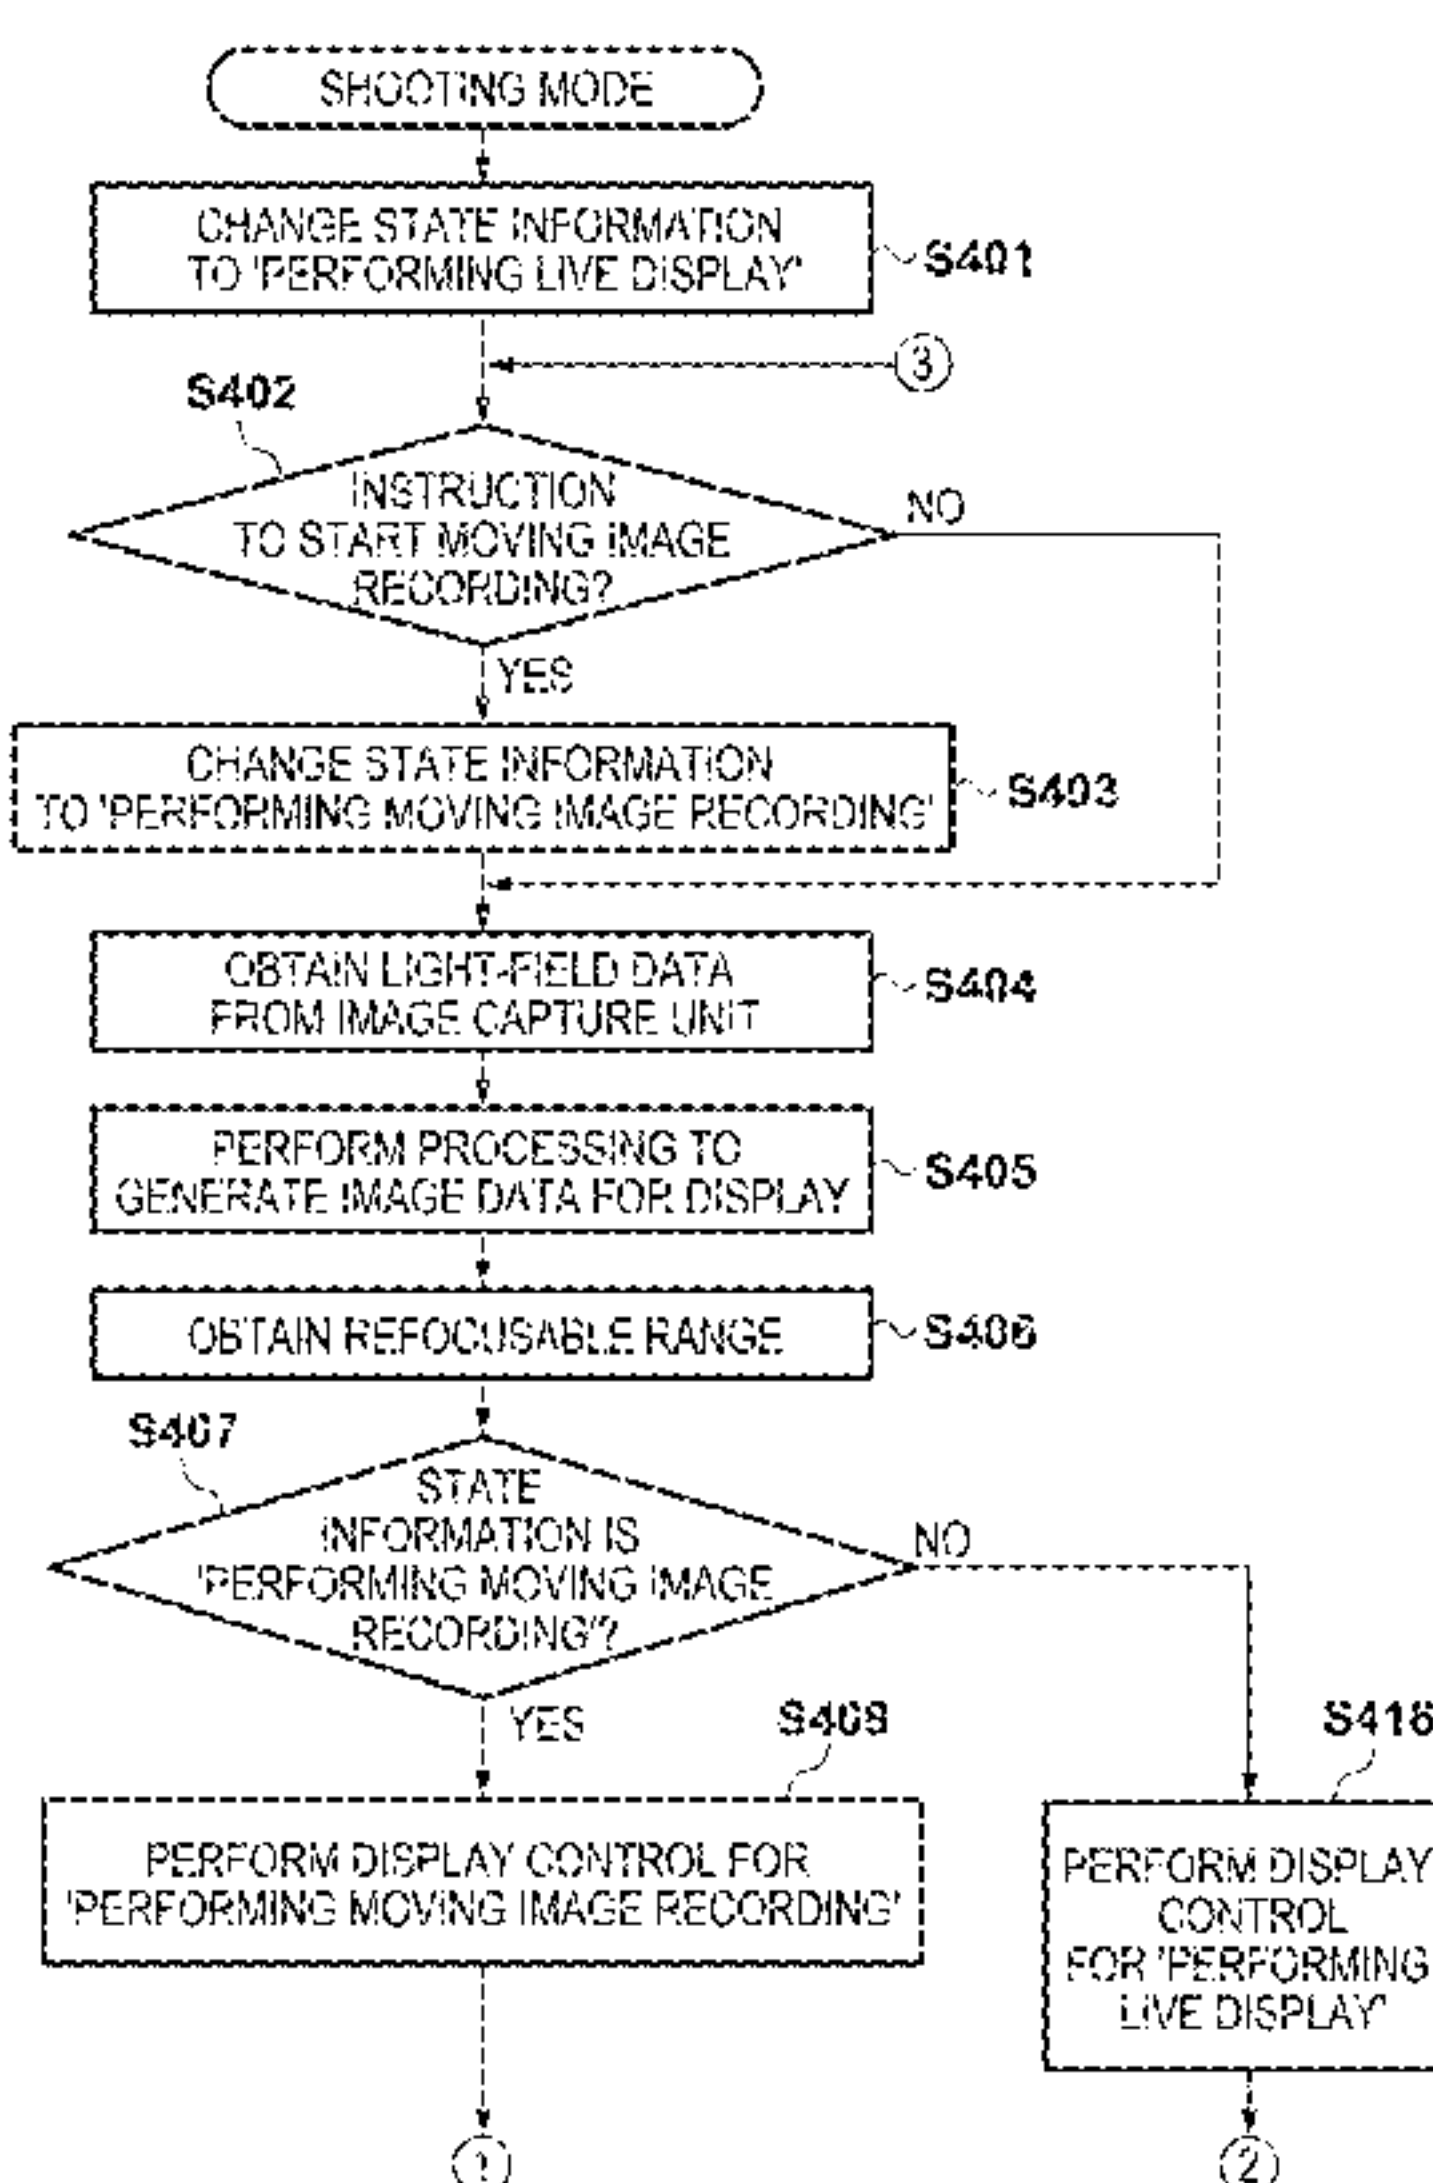 SHOOTING MODE
CHANGE STATE INFORMATION
TO 'PERFORMING LIVE DISPLAY'
S401
3
S402
INSTRUCTION
TO START MOVING IMAGE
RECORDING?
NO
YES
CHANGE STATE INFORMATION
TO 'PERFORMING MOVING IMAGE RECORDING'
S403
OBTAIN LIGHT-FIELD DATA
FROM IMAGE CAPTURE UNIT
S404
PERFORM PROCESSING TO
GENERATE IMAGE DATA FOR DISPLAY
S405
OBTAIN REFOCUSABLE RANGE
S406
S407
STATE
INFORMATION IS
'PERFORMING MOVING IMAGE
RECORDING'?
NO
YES
S408
PERFORM DISPLAY CONTROL FOR
'PERFORMING MOVING IMAGE RECORDING'
S416
PERFORM DISPLAY
CONTROL
FOR 'PERFORMING
LIVE DISPLAY'
1
2